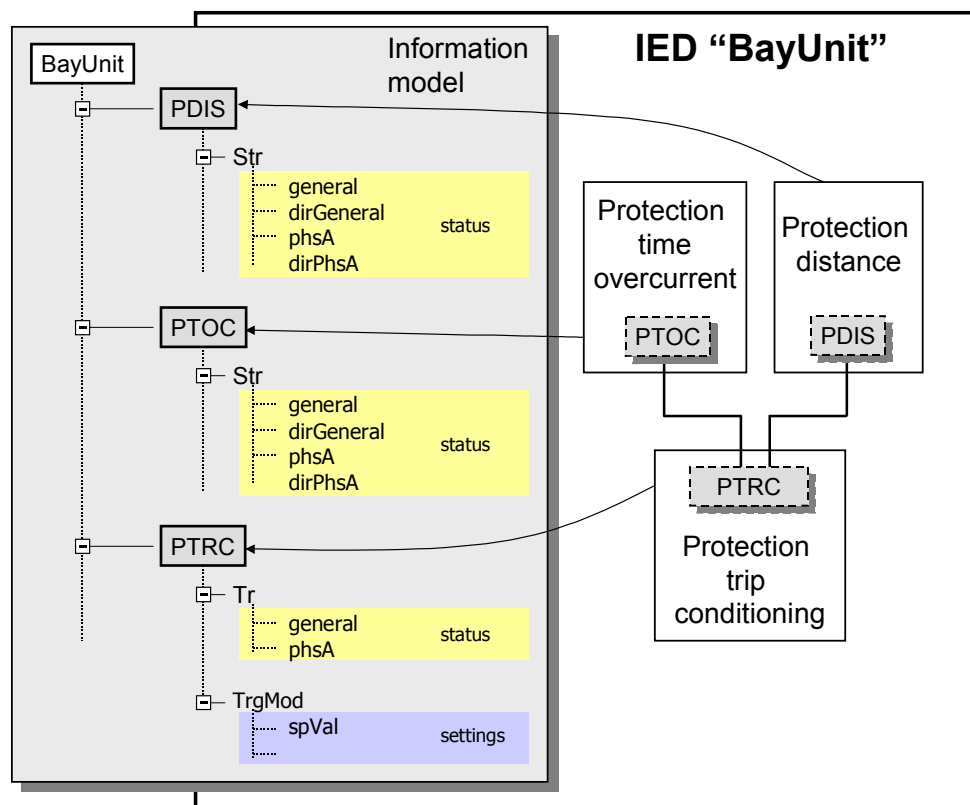 IED “BayUnit”
Information
model
BayUnit
PDIS
Str
general
dirGeneral
phsA
dirPhsA
status
PTOC
Str
general
dirGeneral
phsA
dirPhsA
status
PTRC
Tr
general
phsA
status
TrgMod
spVal
settings
Protection
time
overcurrent
PTOC
Protection
distance
PDIS
PTRC
Protection
trip
conditioning